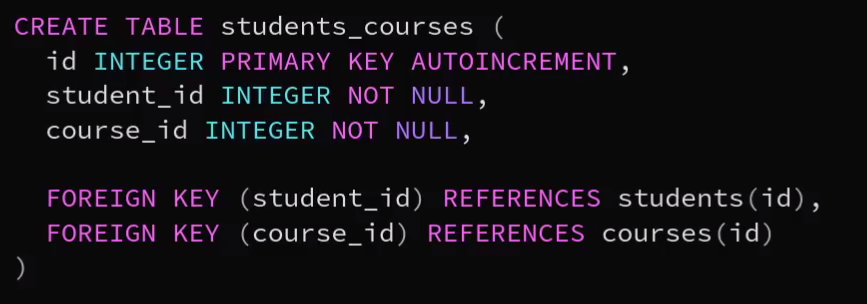 CREATE TABLE students_courses (
  id INTEGER PRIMARY KEY AUTOINCREMENT,
  student_id INTEGER NOT NULL,
  course_id INTEGER NOT NULL,

  FOREIGN KEY (student_id) REFERENCES students(id),
  FOREIGN KEY (course_id) REFERENCES courses(id)
)